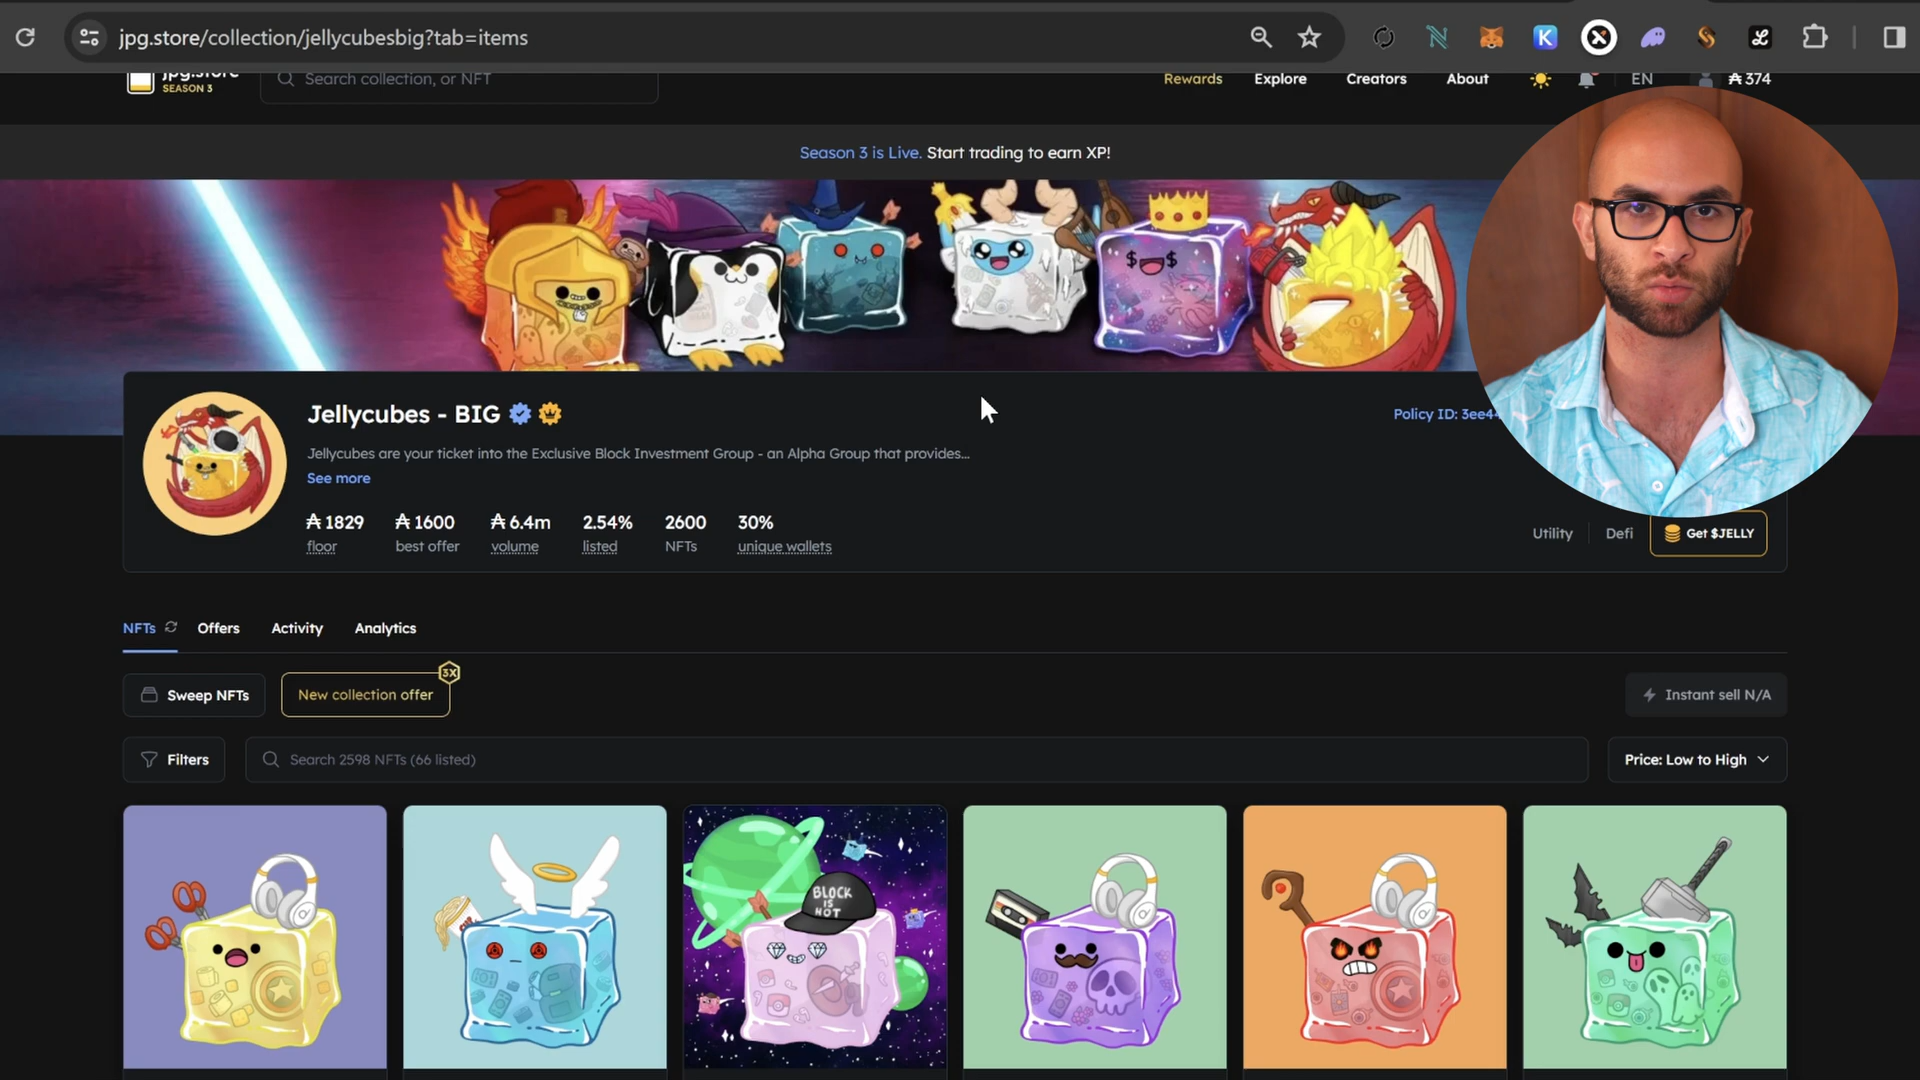 jpg.store/collection/jellycubesbig?tab=items
jpg.store
SEASON 3
Search collection, or NFT
Rewards
Explore
Creators
About
EN
₳ 374
Season 3 is Live. Start trading to earn XP!
Jellycubes - BIG
Policy ID: 3ee44
Jellycubes are your ticket into the Exclusive Block Investment Group - an Alpha Group that provides...
See more
₳ 1829
₳ 1600
₳ 6.4m
2.54%
2600
30%
floor
best offer
volume
listed
NFTs
unique wallets
Utility
Defi
Get $JELLY
NFTs
Offers
Activity
Analytics
3X
Sweep NFTs
New collection offer
Instant sell N/A
Filters
Search 2598 NFTs (66 listed)
Price: Low to High
BLOCK
IS
HOT